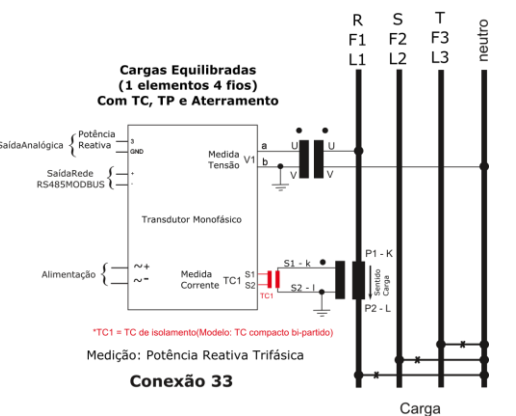 R S T
F1 F2 F3
L1 L2 L3
neutro
Cargas Equilibradas
(1 elementos 4 fios)
Com TC, TP e Aterramento
Potência
Reativa
SaídaAnalógica
3
GND
SaídaRede
RS485MODBUS
+
-
Medida
Tensão
V1
a
b
U U
V V
Transdutor Monofásico
Alimentação
~+
~-
Medida
Corrente
TC1
S1
S2
TC1
S1 - k
S2 - l
P1 - K
Sentido
Carga
P2 - L
*TC1 = TC de isolamento(Modelo: TC compacto bi-partido)
Medição: Potência Reativa Trifásica
Conexão 33
Carga